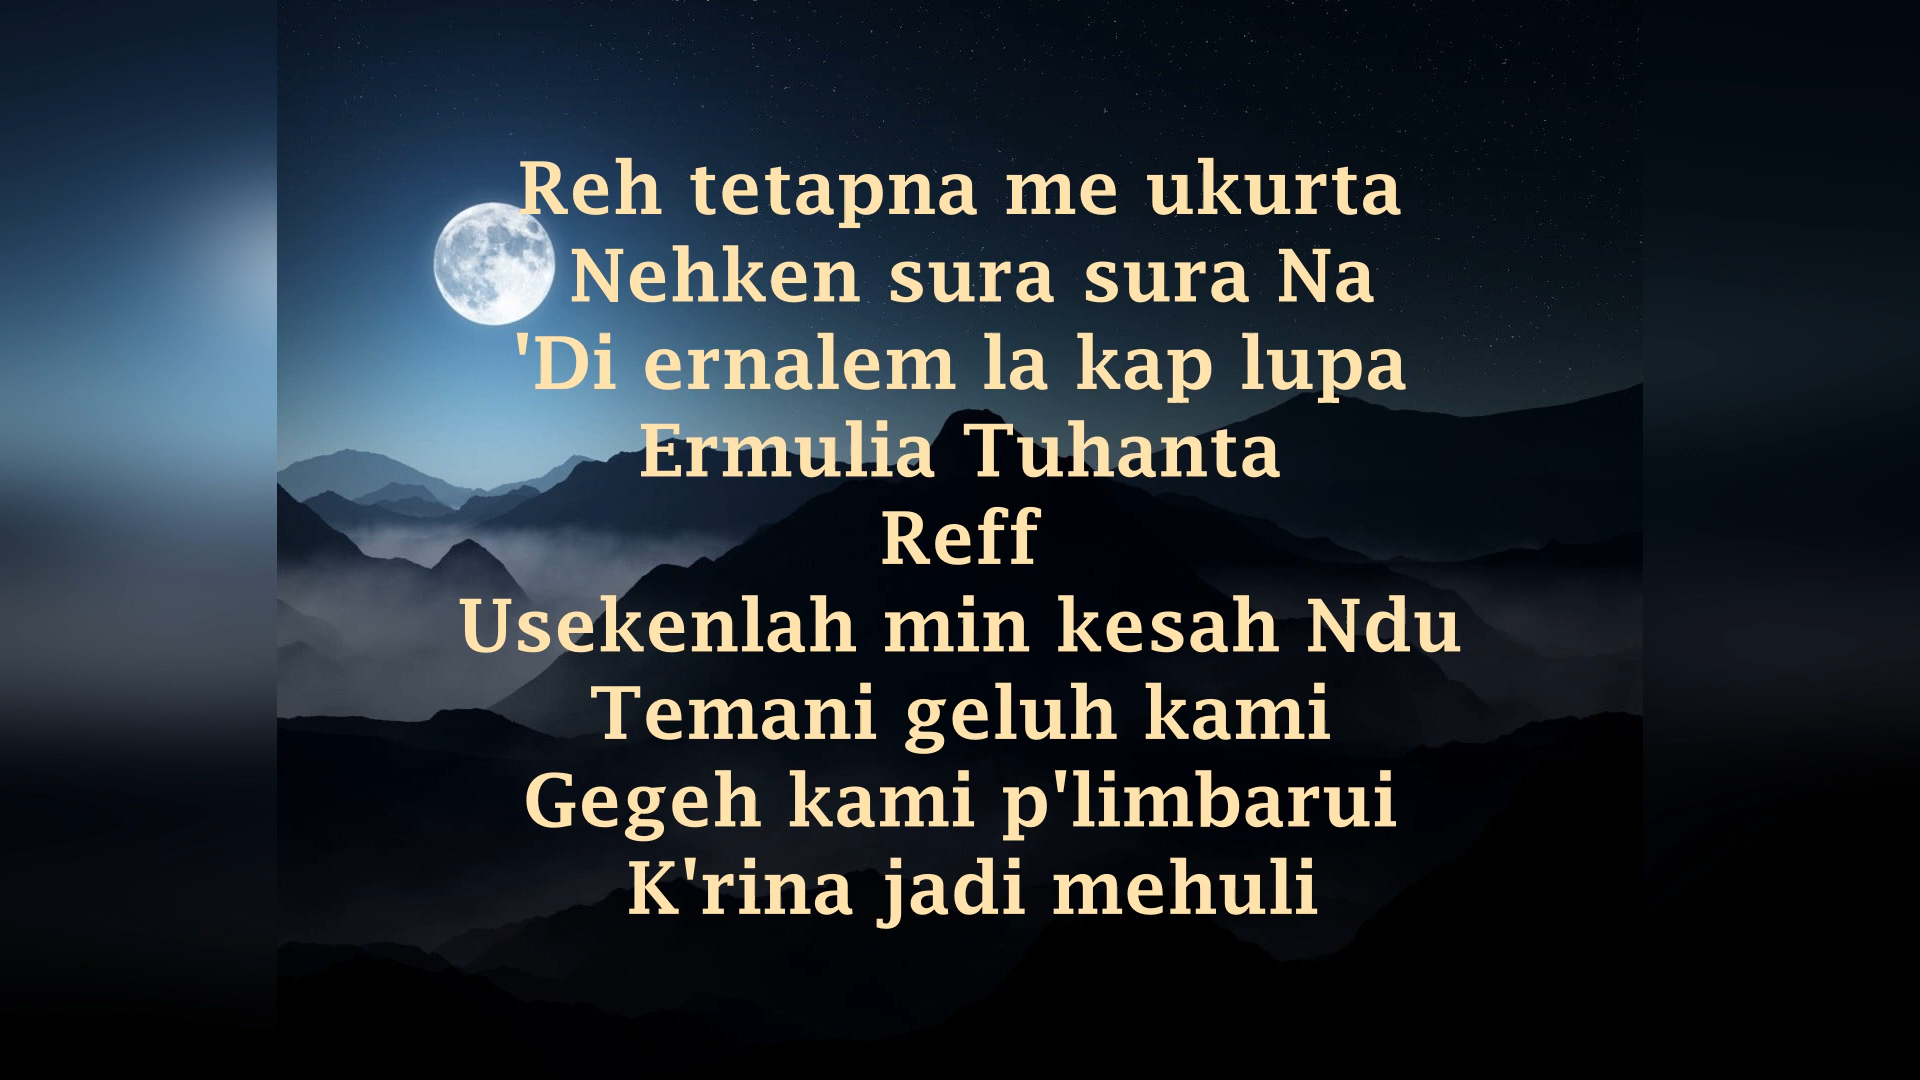 Reh tetapna me ukurta
Nehken sura sura Na
'Di ernalem la kap lupa
Ermulia Tuhanta
Reff
Usekenlah min kesah Ndu
Temani geluh kami
Gegeh kami p'limbarui
K'rina jadi mehuli